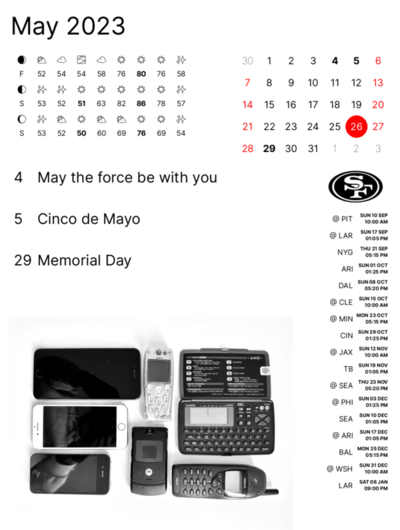 May 2023
F 52 54 54 58 76 80 76 58
S 53 52 51 63 82 86 78 57
S 53 52 50 60 69 76 69 54
30 1 2 3 4 5 6
7 8 9 10 11 12 13
14 15 16 17 18 19 20
21 22 23 24 25 26 27
28 29 30 31 1 2 3
4 May the force be with you
5 Cinco de Mayo
29 Memorial Day
SF
@ PIT SUN 10 SEP
10:00 AM
@ LAR SUN 17 SEP
01:05 PM
NYG THU 21 SEP
05:15 PM
ARI SUN 01 OCT
01:25 PM
DAL SUN 08 OCT
05:20 PM
@ CLE SUN 15 OCT
10:00 AM
@ MIN MON 23 OCT
05:15 PM
CIN SUN 29 OCT
01:25 PM
@ JAX SUN 12 NOV
10:00 AM
TB SUN 19 NOV
01:05 PM
@ SEA THU 23 NOV
05:20 PM
@ PHI SUN 03 DEC
01:25 PM
SEA SUN 10 DEC
01:05 PM
@ ARI SUN 17 DEC
01:05 PM
BAL MON 25 DEC
05:15 PM
@ WSH SUN 31 DEC
10:00 AM
LAR SAT 06 JAN
09:00 PM